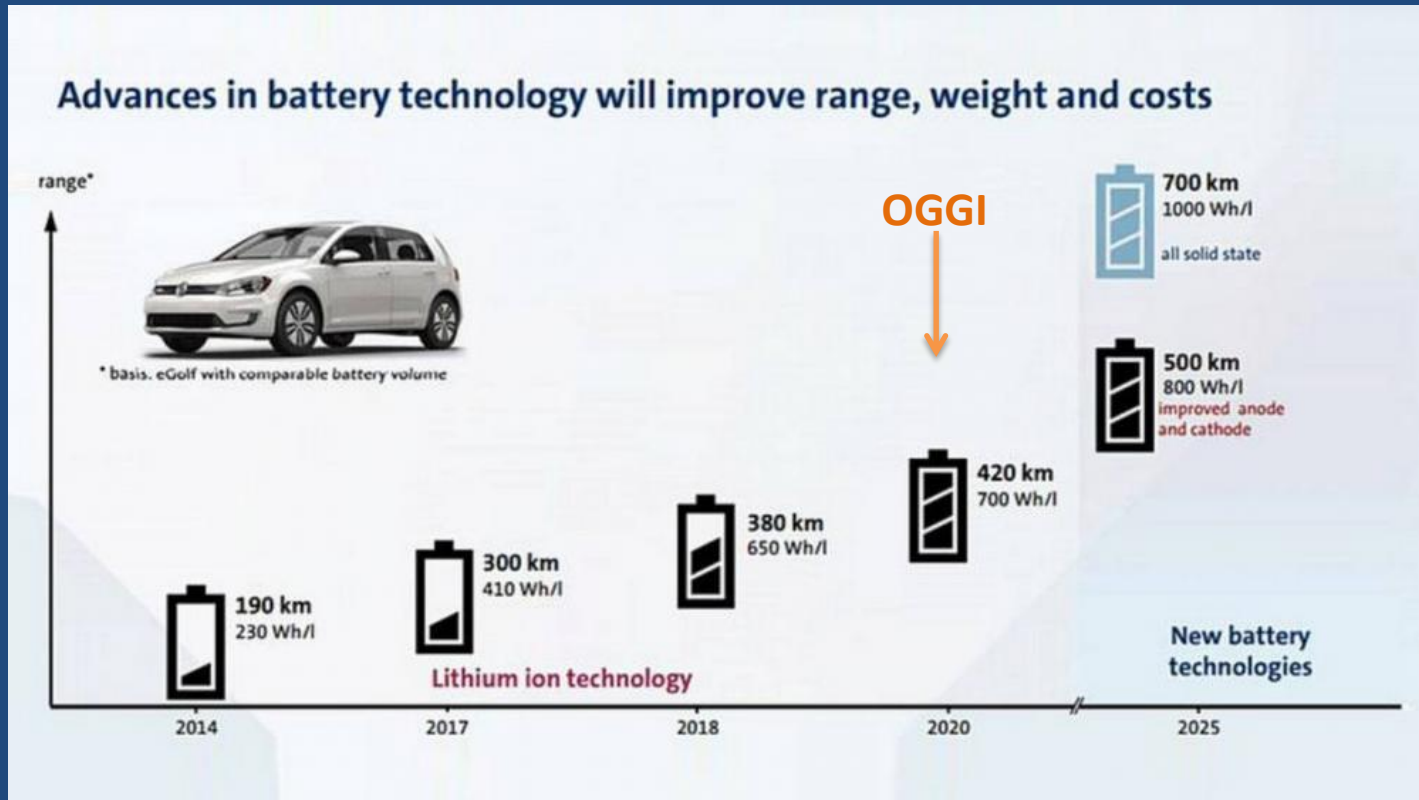 Advances in battery technology will improve range, weight and costs
range*
OGGI
700 km
1000 Wh/l
all solid state
* basis. eGolf with comparable battery volume
500 km
800 Wh/l
improved anode
and cathode
420 km
700 Wh/l
380 km
650 Wh/l
300 km
410 Wh/l
190 km
230 Wh/l
Lithium ion technology
New battery
technologies
2014
2017
2018
2020
2025